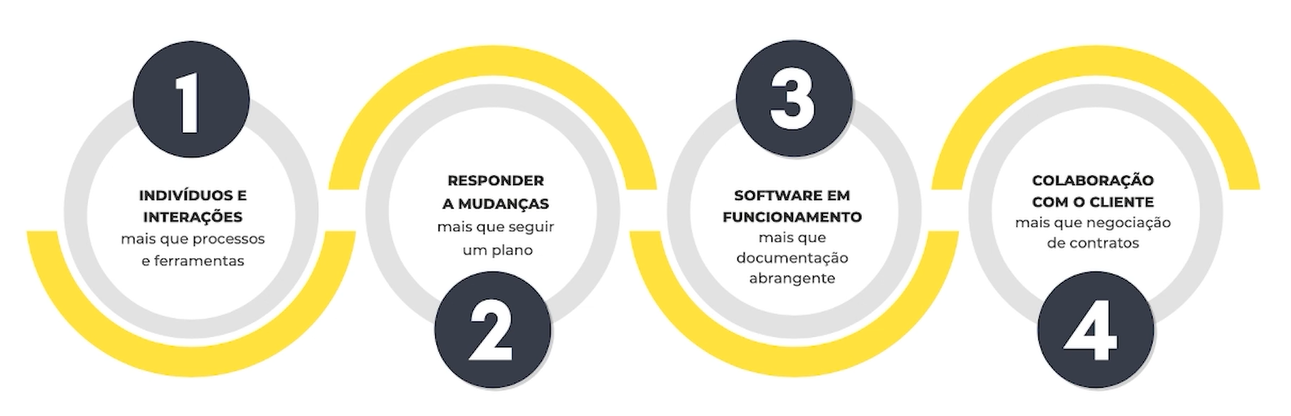 1
INDIVÍDUOS E
INTERAÇÕES
mais que processos
e ferramentas
RESPONDER
A MUDANÇAS
mais que seguir
um plano
2
3
SOFTWARE EM
FUNCIONAMENTO
mais que
documentação
abrangente
COLABORAÇÃO
COM O CLIENTE
mais que negociação
de contratos
4